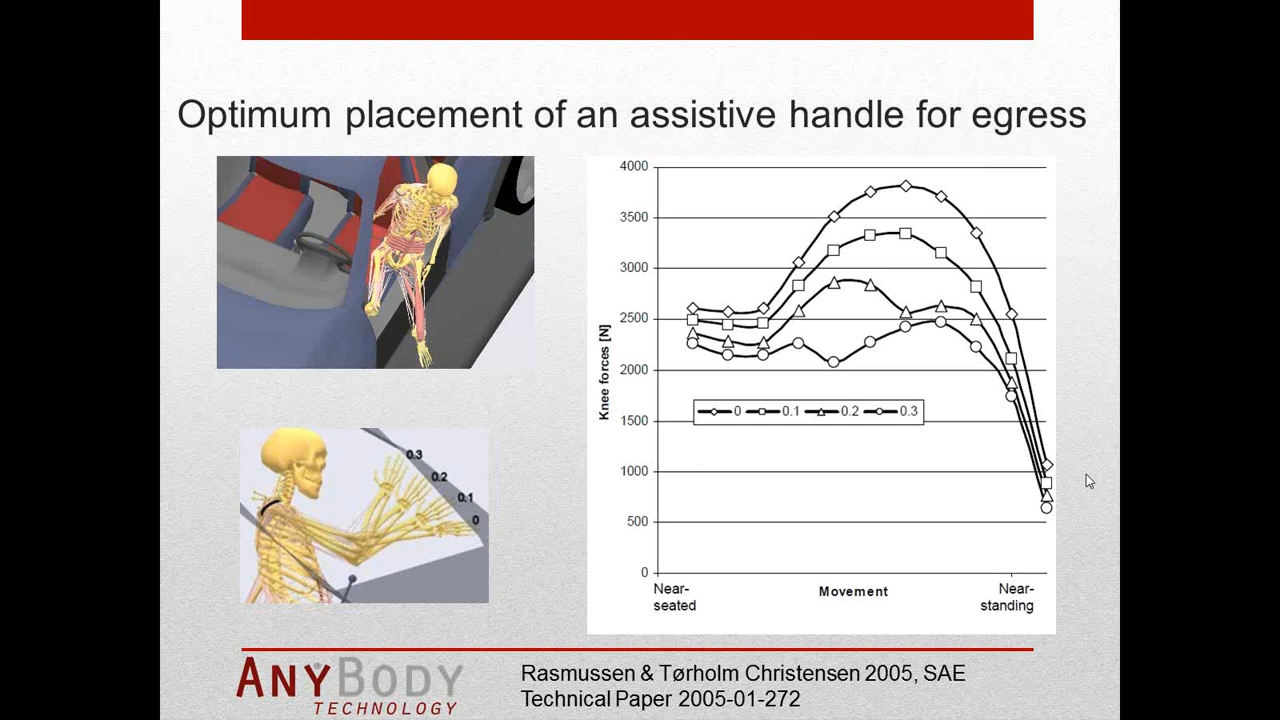 Optimum placement of an assistive handle for egress
0.3
0.2
0.1
0
4000
3500
3000
2500
2000
1500
1000
500
0
Knee forces [N]
0 0.1 0.2 0.3
Near-
seated
Movement
Near-
standing
ANYBODY
TECHNOLOGY
Rasmussen & Tørholm Christensen 2005, SAE
Technical Paper 2005-01-272